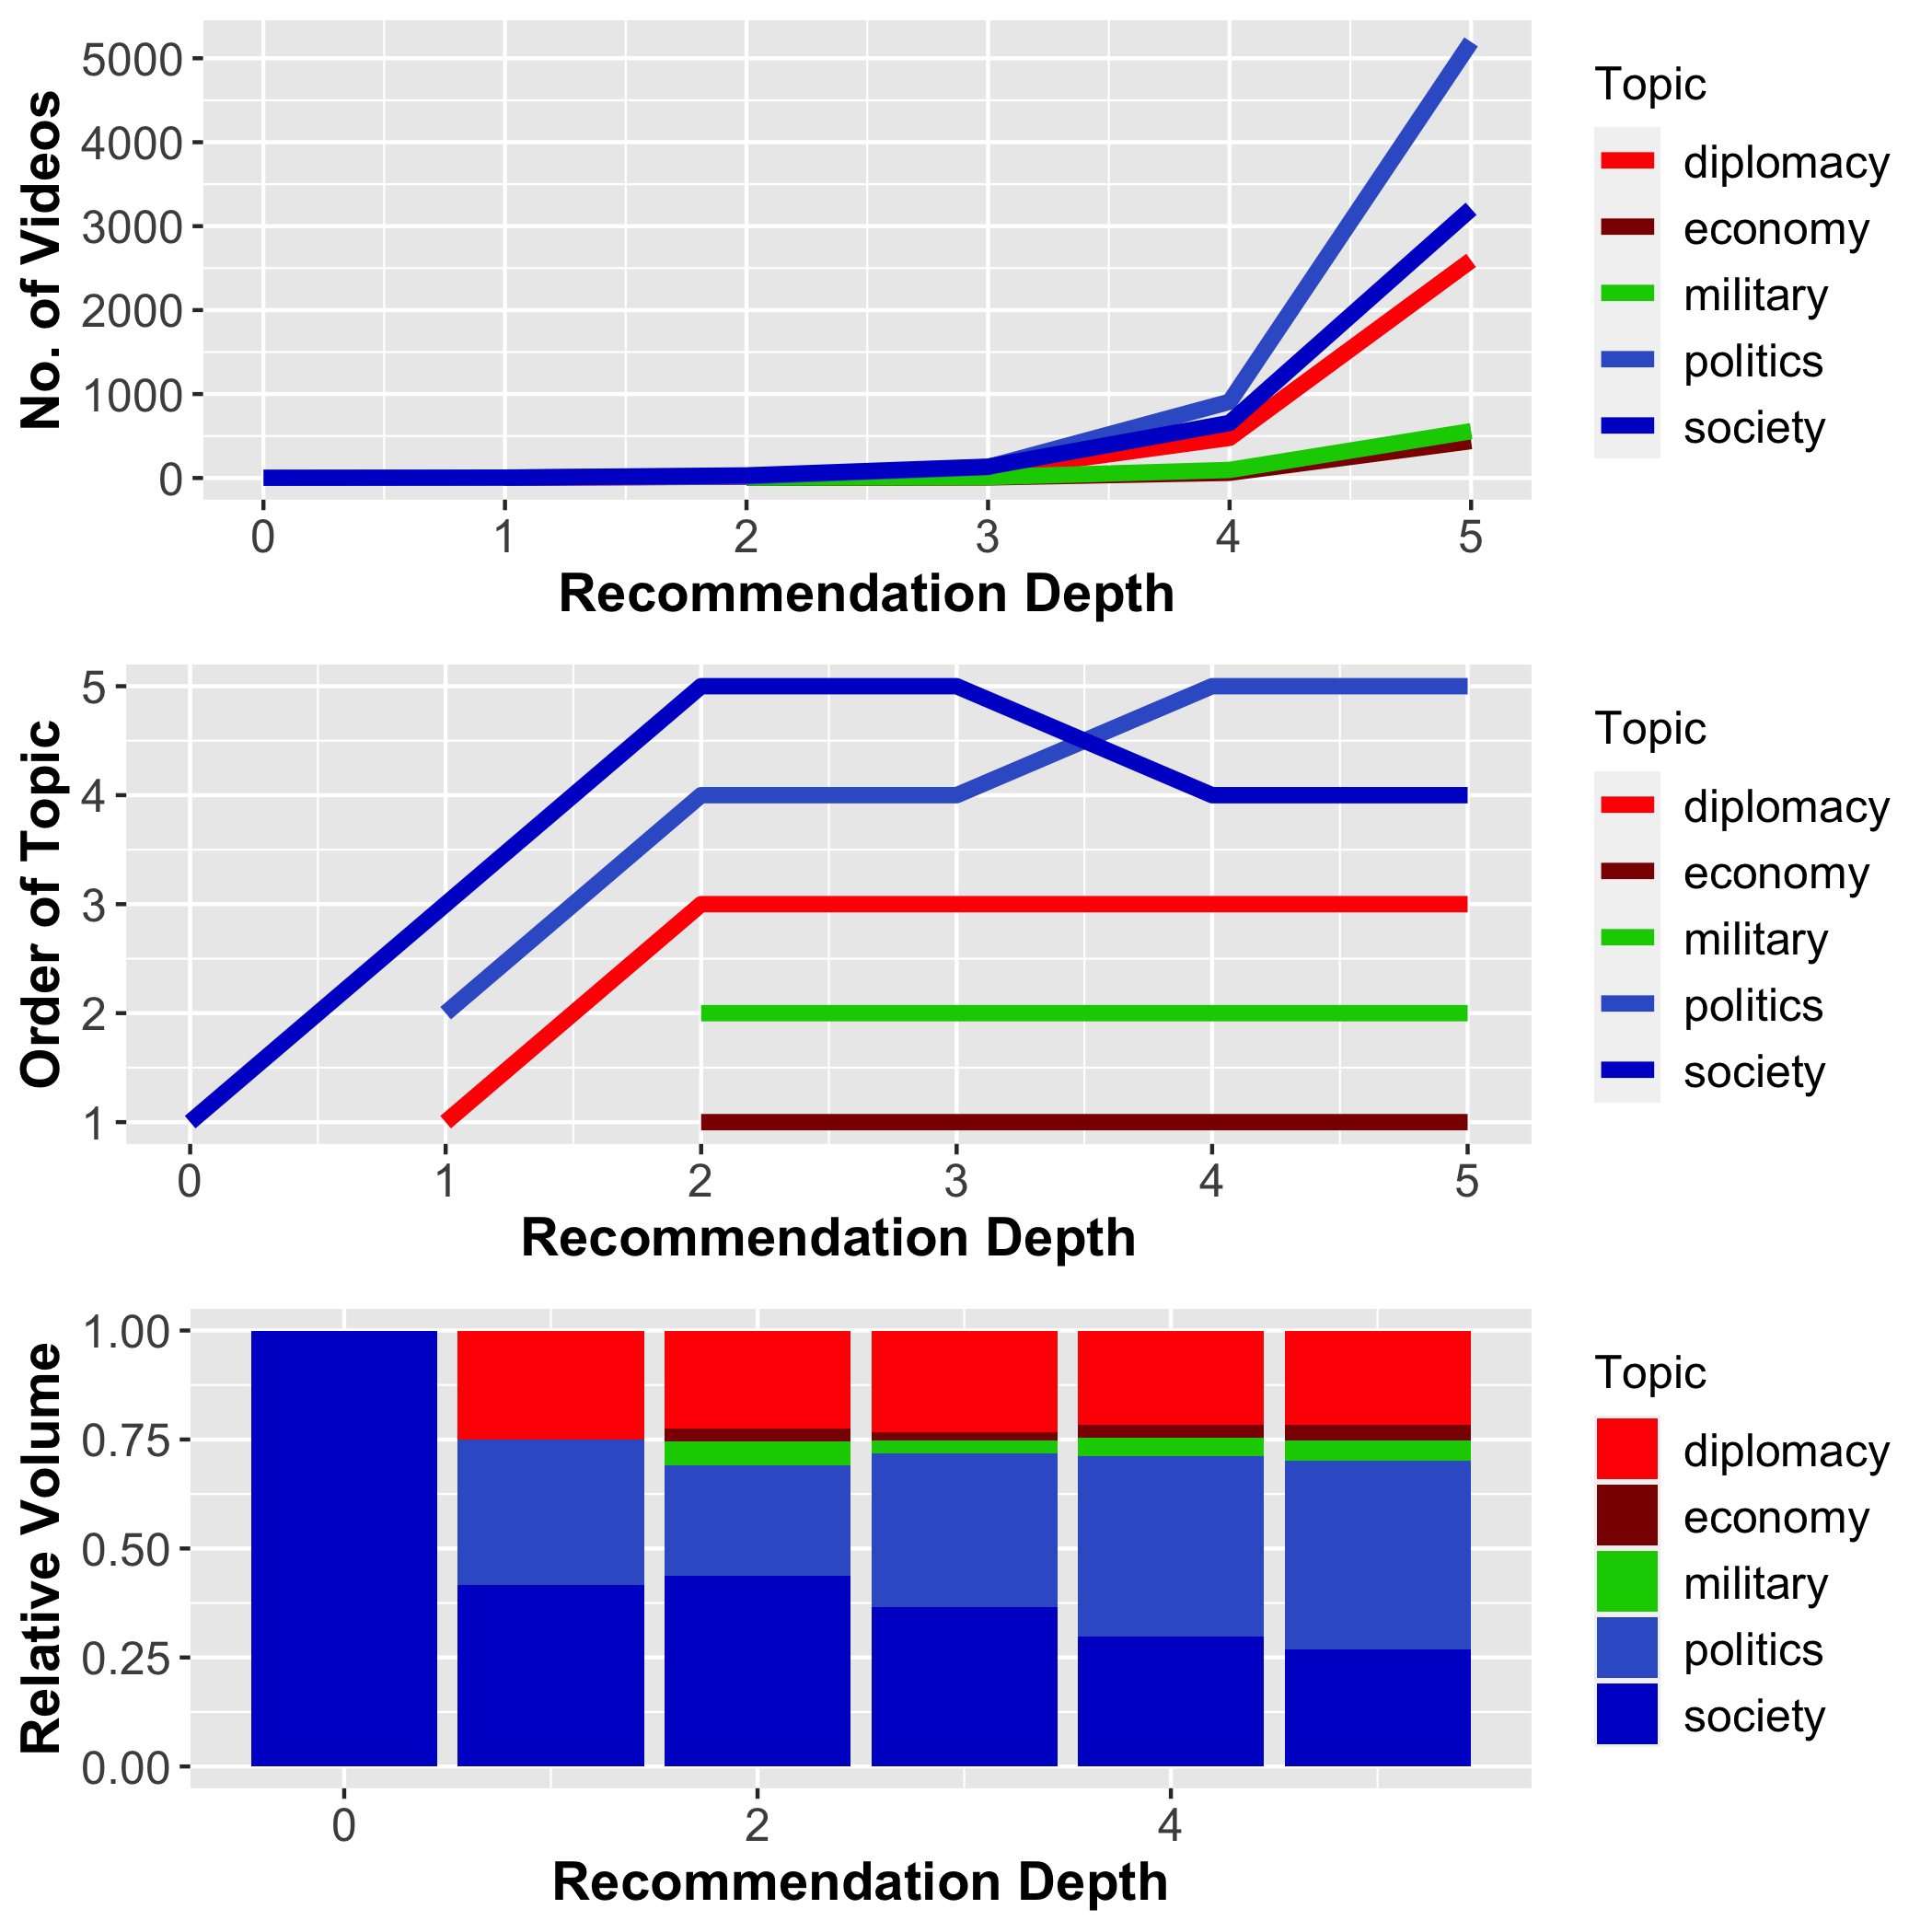 No. of Videos
5000
4000
3000
2000
1000
0
0 1 2 3 4 5
Recommendation Depth
Topic
diplomacy
economy
military
politics
society
Order of Topic
5
4
3
2
1
0 1 2 3 4 5
Recommendation Depth
Topic
diplomacy
economy
military
politics
society
Relative Volume
1.00
0.75
0.50
0.25
0.00
0 2 4
Recommendation Depth
Topic
diplomacy
economy
military
politics
society